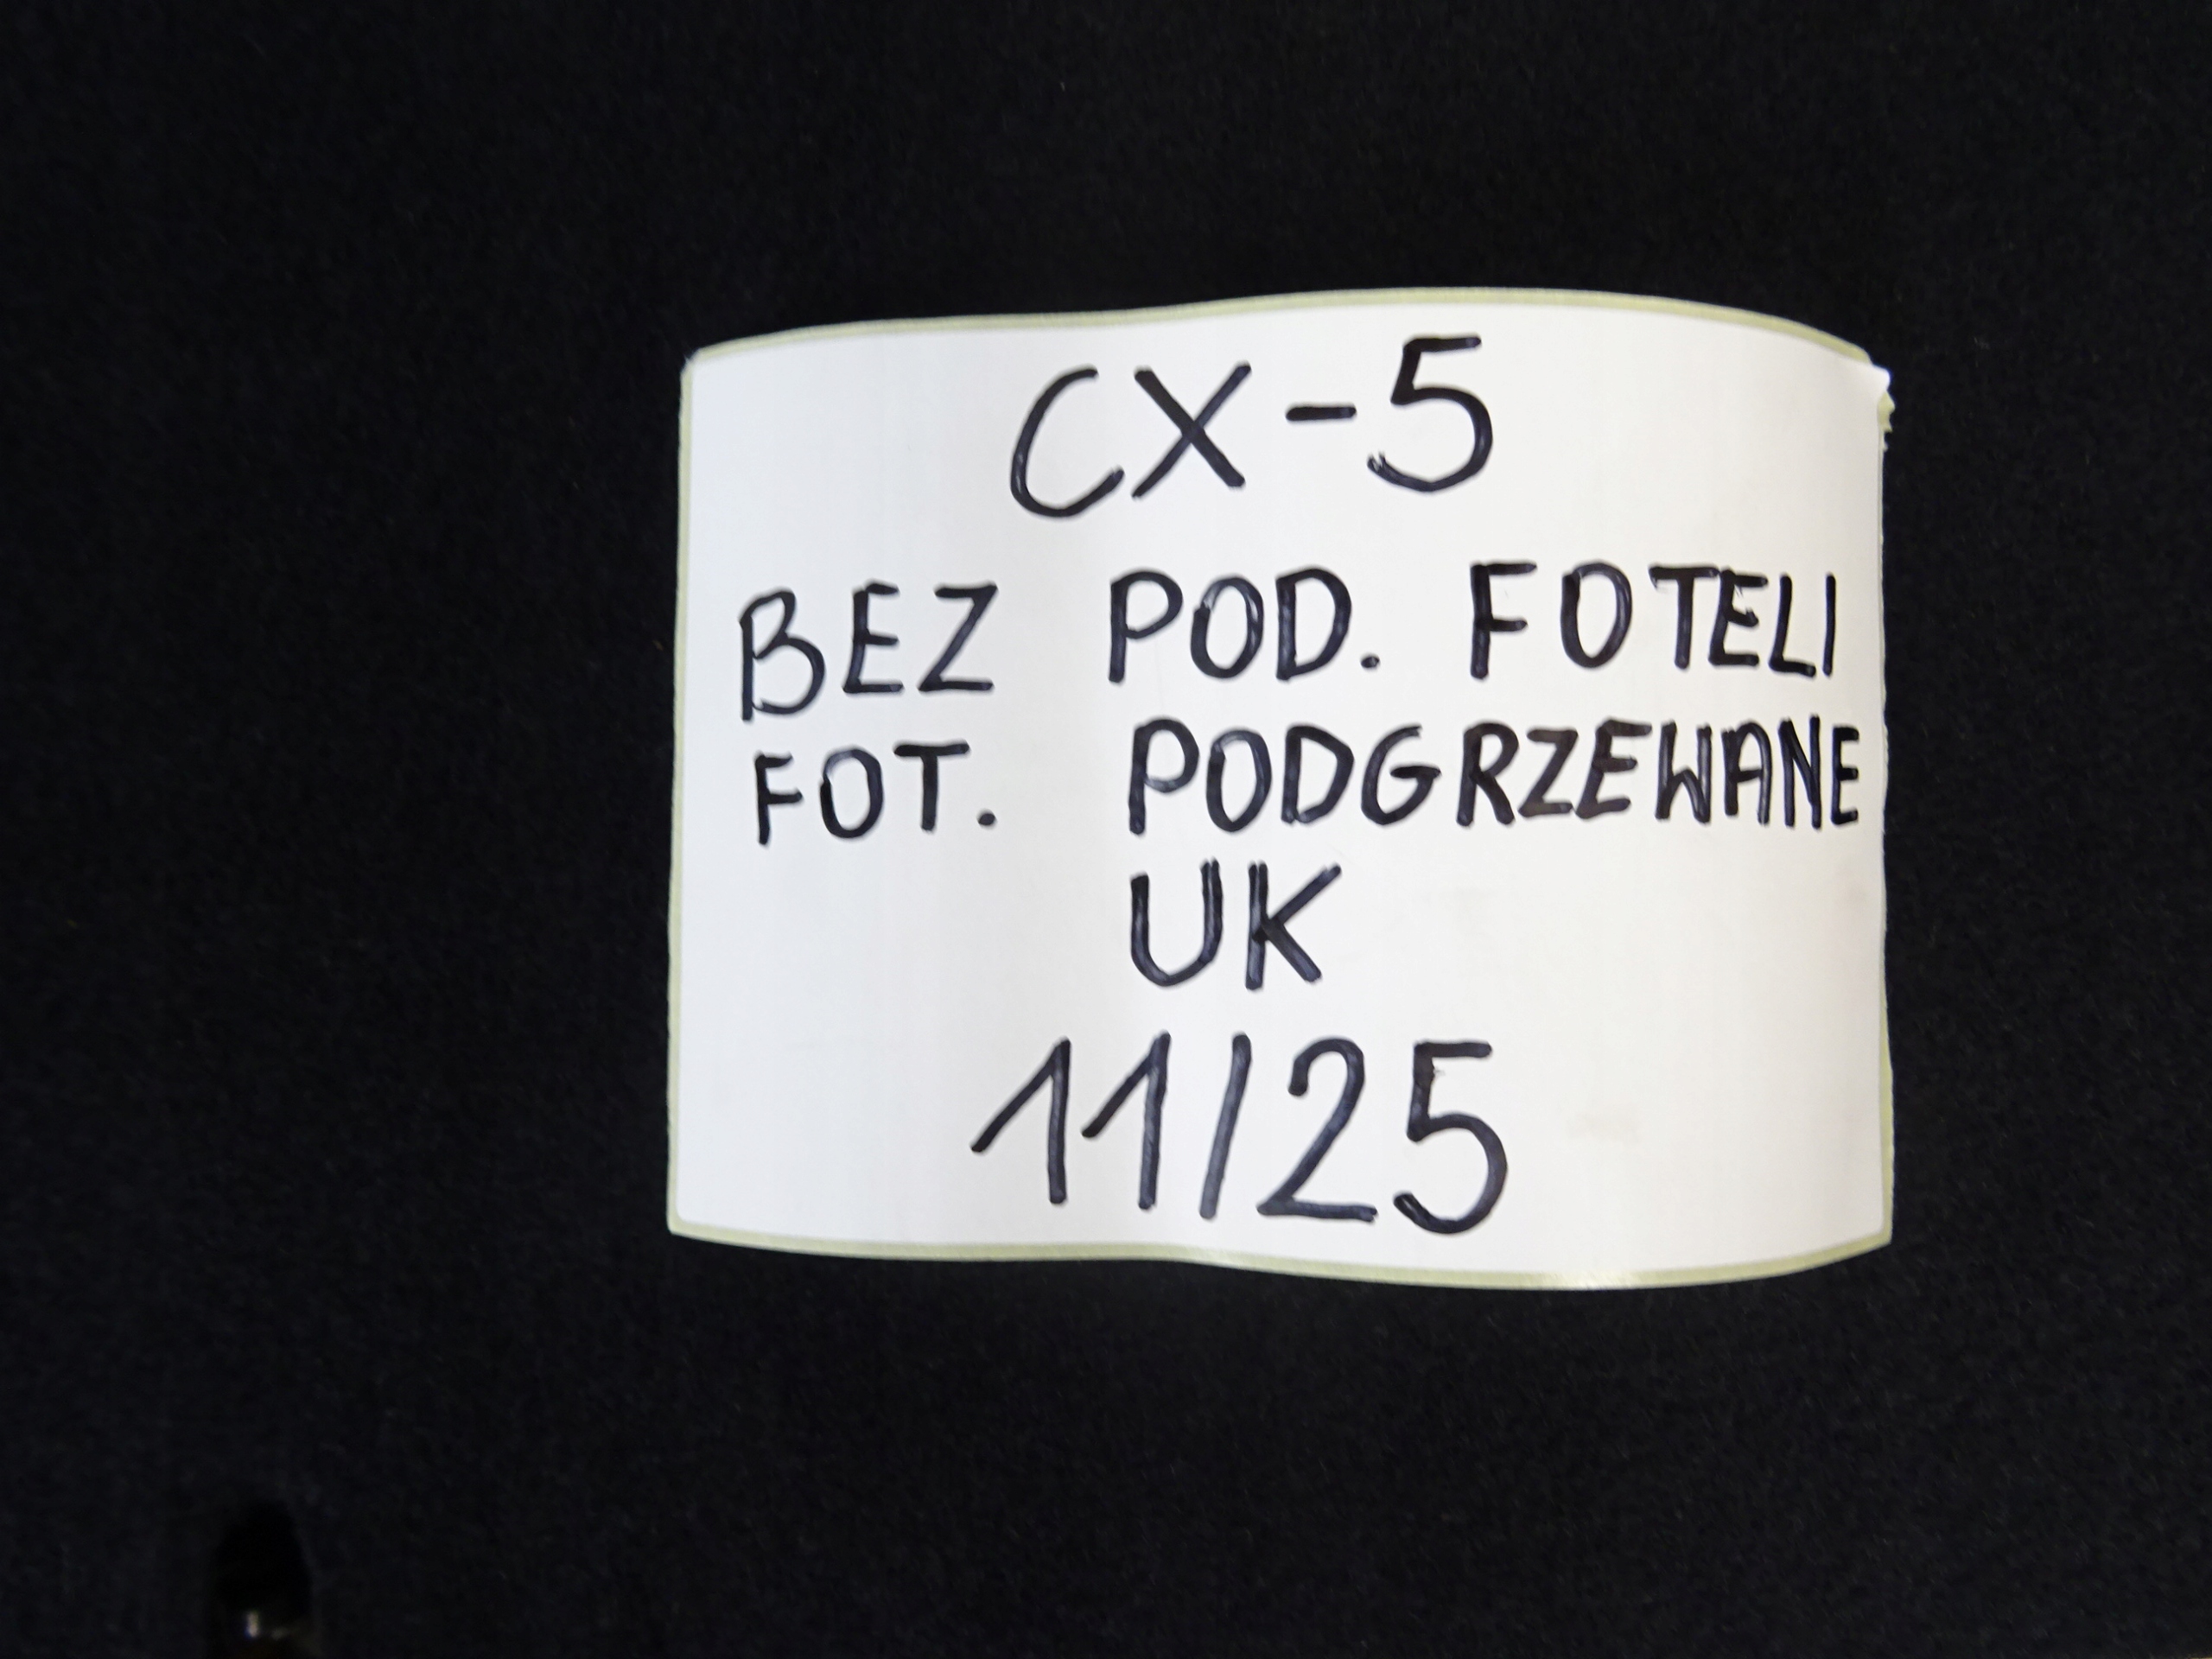 CX-5
BEZ POD. FOTELI
FOT. PODGRZEWANE
UK
11/25